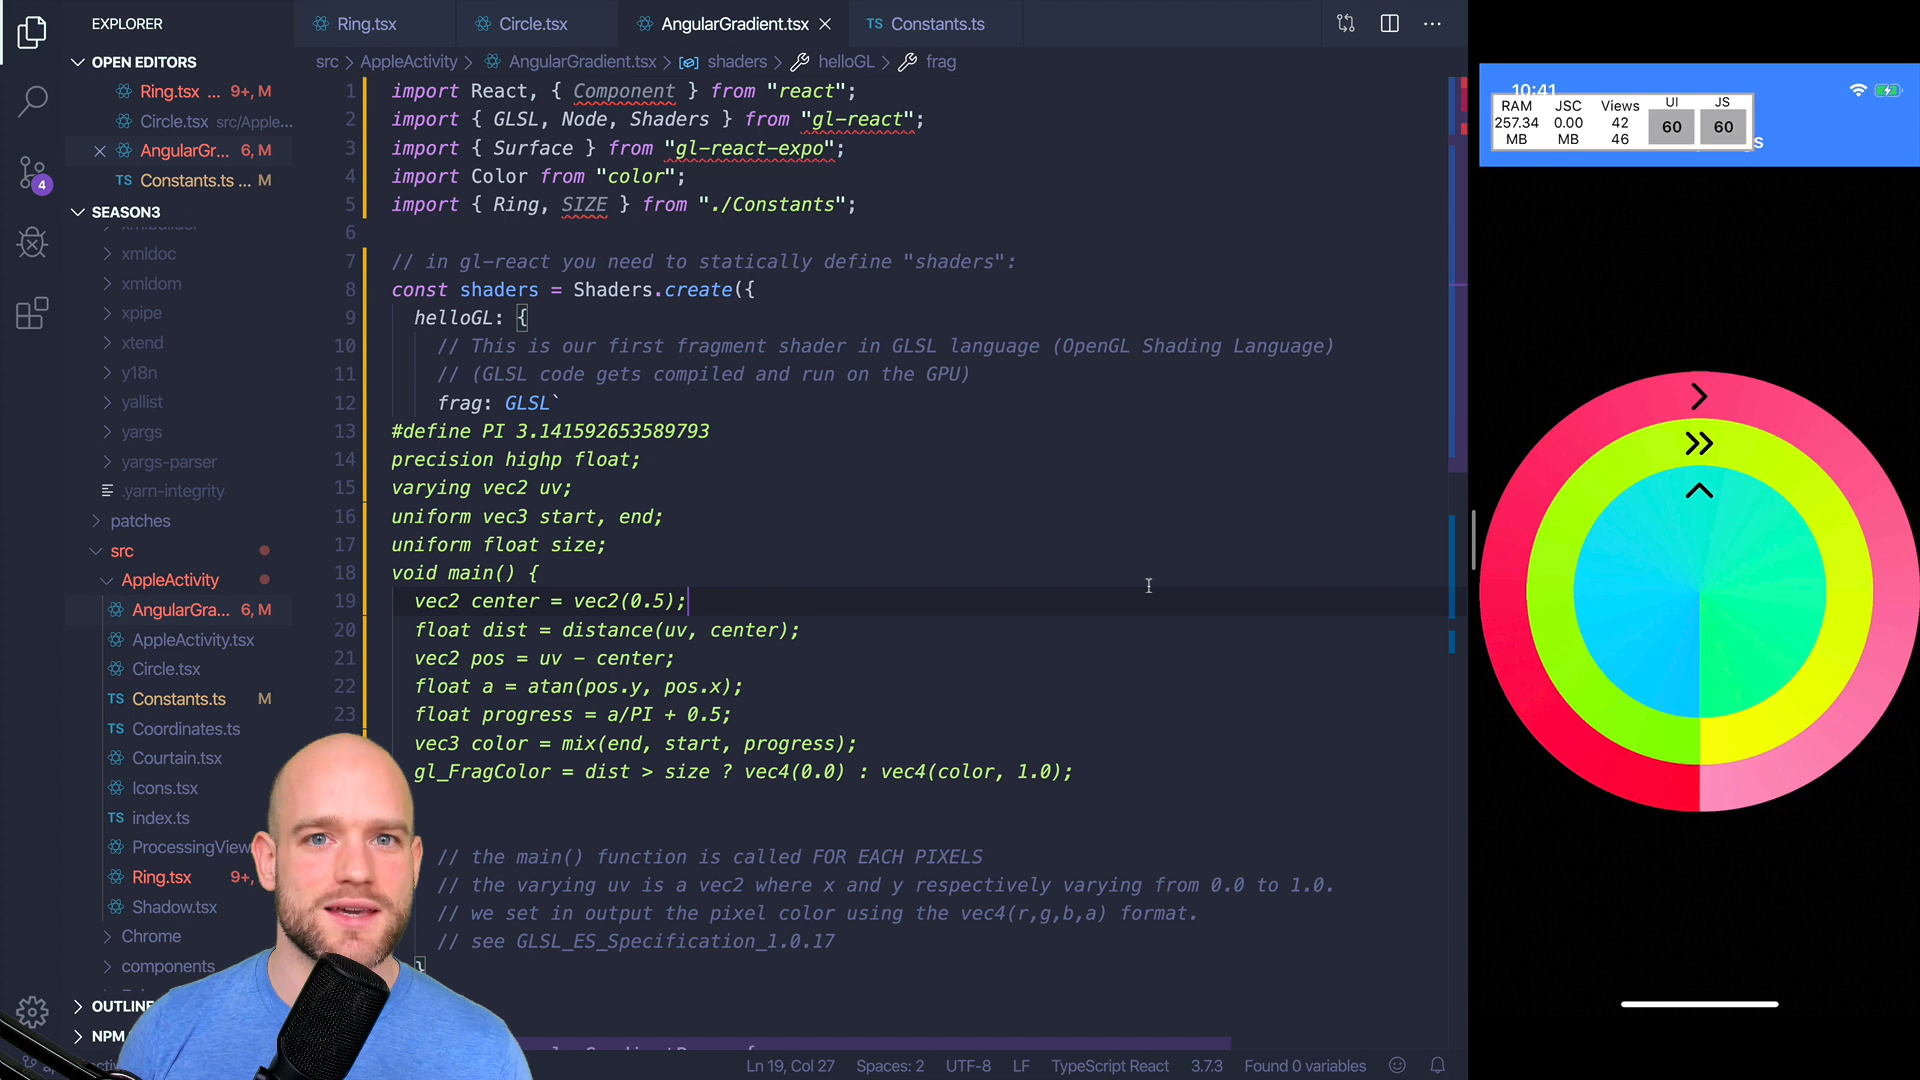 EXPLORER
OPEN EDITORS
Ring.tsx ... 9+, M
Circle.tsx src/Apple...
AngularGr... 6, M
TS Constants.ts ... M
4
SEASON3
xmldoc
xmldom
xpipe
xtend
y18n
yallist
yargs
yargs-parser
.yarn-integrity
patches
src
AppleActivity
AngularGra... 6, M
AppleActivity.tsx
Circle.tsx
TS Constants.ts M
TS Coordinates.ts
Courtain.tsx
Icons.tsx
TS index.ts
ProcessingView
Ring.tsx 9+,
Shadow.tsx
Chrome
components
OUTLINE
NPM
Ring.tsx
Circle.tsx
AngularGradient.tsx
TS Constants.ts
src > AppleActivity > AngularGradient.tsx > shaders > helloGL > frag
1 import React, { Component } from "react";
2 import { GLSL, Node, Shaders } from "gl-react";
3 import { Surface } from "gl-react-expo";
4 import Color from "color";
5 import { Ring, SIZE } from "./Constants";
6
7 // in gl-react you need to statically define "shaders":
8 const shaders = Shaders.create({
9 helloGL: {
10 // This is our first fragment shader in GLSL language (OpenGL Shading Language)
11 // (GLSL code gets compiled and run on the GPU)
12 frag: GLSL`
13 #define PI 3.141592653589793
14 precision highp float;
15 varying vec2 uv;
16 uniform vec3 start, end;
17 uniform float size;
18 void main() {
19 vec2 center = vec2(0.5);
20 float dist = distance(uv, center);
21 vec2 pos = uv - center;
22 float a = atan(pos.y, pos.x);
23 float progress = a/PI + 0.5;
vec3 color = mix(end, start, progress);
gl_FragColor = dist > size ? vec4(0.0) : vec4(color, 1.0);
// the main() function is called FOR EACH PIXELS
// the varying uv is a vec2 where x and y respectively varying from 0.0 to 1.0.
// we set in output the pixel color using the vec4(r,g,b,a) format.
// see GLSL_ES_Specification_1.0.17
}
Ln 19, Col 27 Spaces: 2 UTF-8 LF TypeScript React 3.7.3 Found 0 variables
10:41
RAM JSC Views UI JS
257.34 0.00 42 60 60
MB MB 46